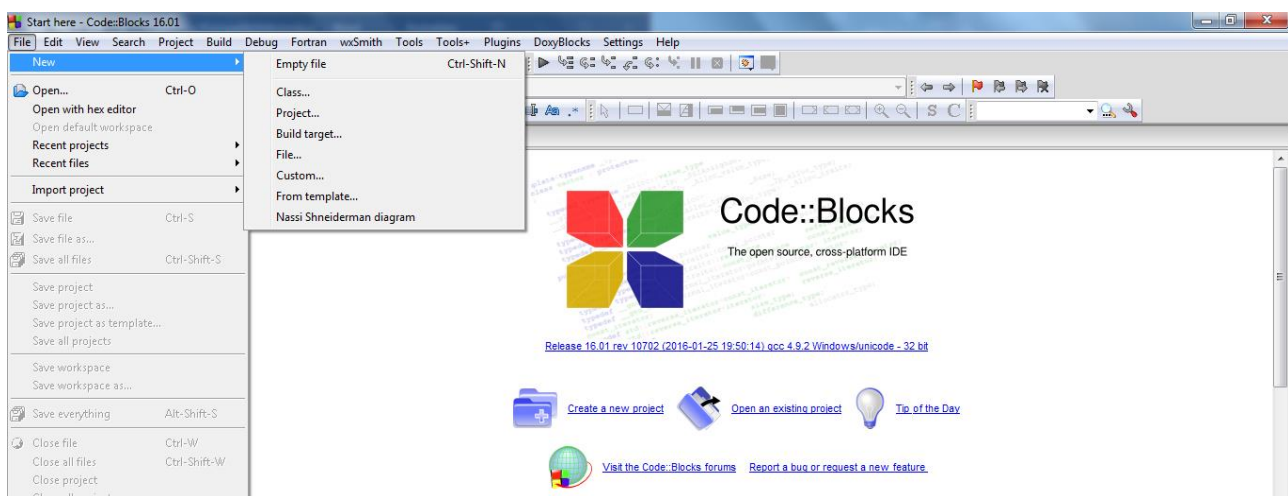 Start here - Code::Blocks 16.01
File Edit View Search Project Build Debug Fortran wxSmith Tools Tools+ Plugins DoxyBlocks Settings Help
New
Open... Ctrl-O
Open with hex editor
Open default workspace
Recent projects
Recent files
Import project
Save file Ctrl-S
Save file as...
Save all files Ctrl-Shift-S
Save project
Save project as...
Save project as template...
Save all projects
Save workspace
Save workspace as...
Save everything Alt-Shift-S
Close file Ctrl-W
Close all files Ctrl-Shift-W
Close project
Empty file Ctrl-Shift-N
Class...
Project...
Build target...
File...
Custom...
From template...
Nassi Shneiderman diagram
Aa .*
S C
Code::Blocks
The open source, cross-platform IDE
Release 16.01 rev 10702 (2016-01-25 19:50:14) gcc 4.9.2 Windows/unicode - 32 bit
Create a new project Open an existing project Tip of the Day
Visit the Code::Blocks forums Report a bug or request a new feature